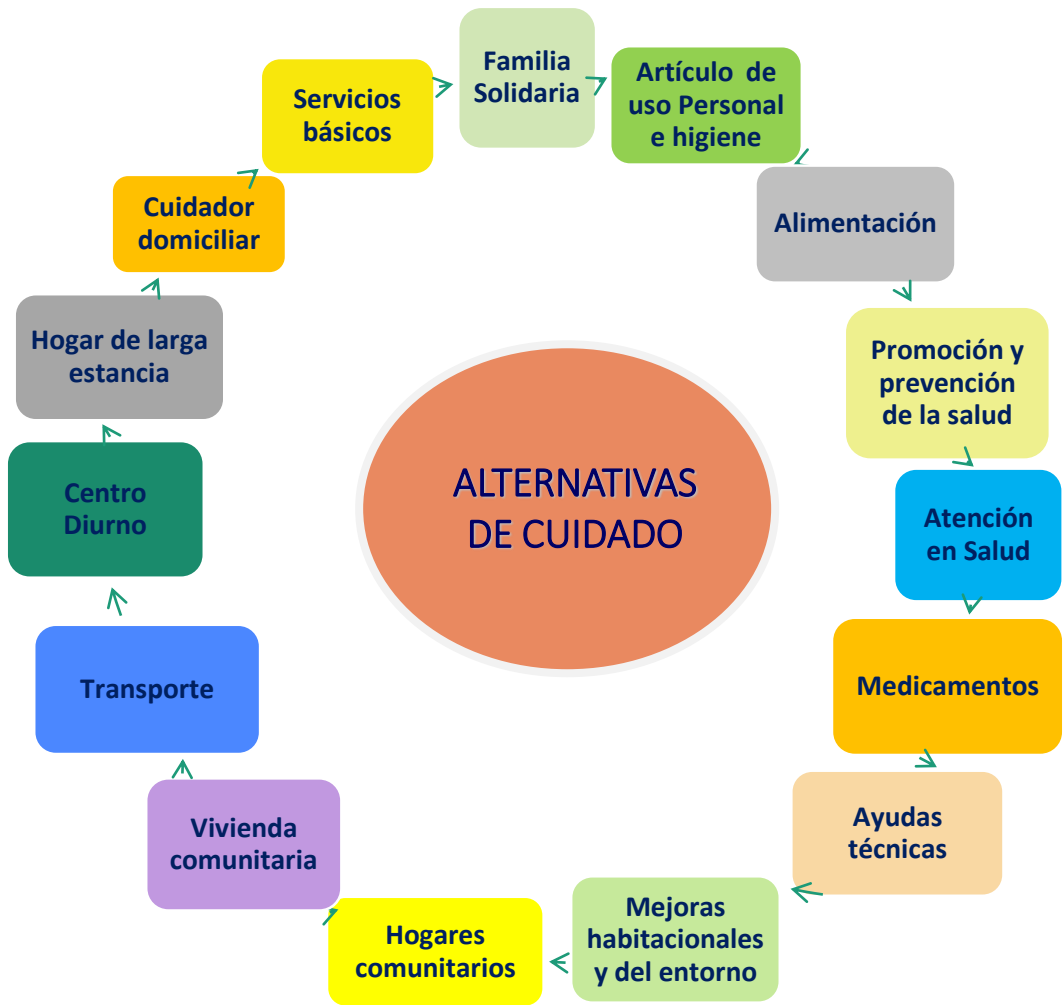 Familia
Solidaria
Artículo de
uso Personal
e higiene
Alimentación
Promoción y
prevención
de la salud
Atención
en Salud
Medicamentos
Ayudas
técnicas
Mejoras
habitacionales
y del entorno
Hogares
comunitarios
Vivienda
comunitaria
Transporte
Centro
Diurno
Hogar de larga
estancia
Cuidador
domiciliar
Servicios
básicos
ALTERNATIVAS
DE CUIDADO